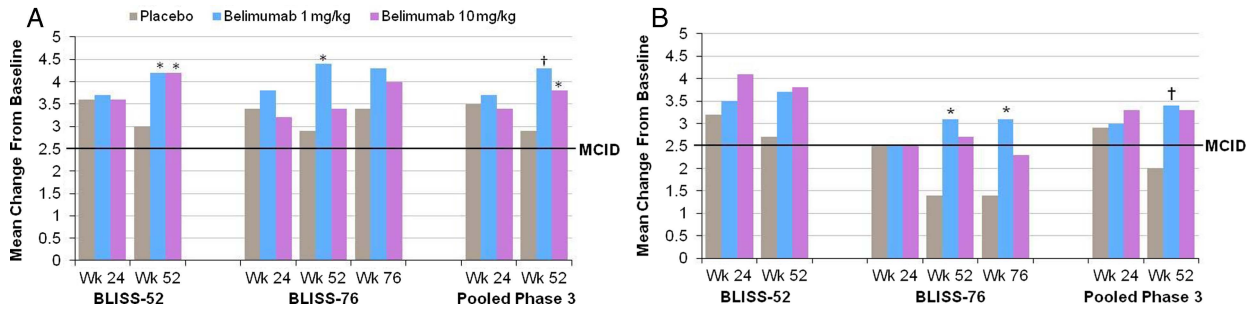 A
Placebo Belimumab 1 mg/kg Belimumab 10 mg/kg
Mean Change From Baseline
5
4.5
4
3.5
3
2.5
2
1.5
1
0.5
0
* *
*
†
*
MCID
Wk 24 Wk 52 Wk 24 Wk 52 Wk 76 Wk 24 Wk 52
BLISS-52 BLISS-76 Pooled Phase 3
B
Mean Change From Baseline
5
4.5
4
3.5
3
2.5
2
1.5
1
0.5
0
* *
†
MCID
Wk 24 Wk 52 Wk 24 Wk 52 Wk 76 Wk 24 Wk 52
BLISS-52 BLISS-76 Pooled Phase 3